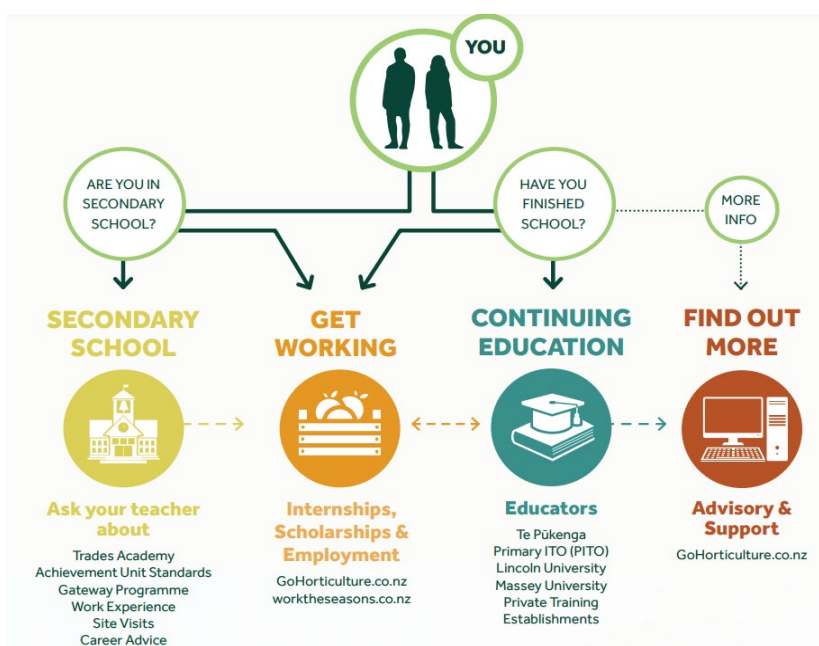 YOU
ARE YOU IN
SECONDARY
SCHOOL?
HAVE YOU
FINISHED
SCHOOL?
MORE
INFO
SECONDARY
SCHOOL
Ask your teacher
about
Trades Academy
Achievement Unit Standards
Gateway Programme
Work Experience
Site Visits
Career Advice
GET
WORKING
Internships,
Scholarships &
Employment
GoHorticulture.co.nz
worktheseasons.co.nz
CONTINUING
EDUCATION
Educators
Te Pūkenga
Primary ITO (PITO)
Lincoln University
Massey University
Private Training
Establishments
FIND OUT
MORE
Advisory &
Support
GoHorticulture.co.nz